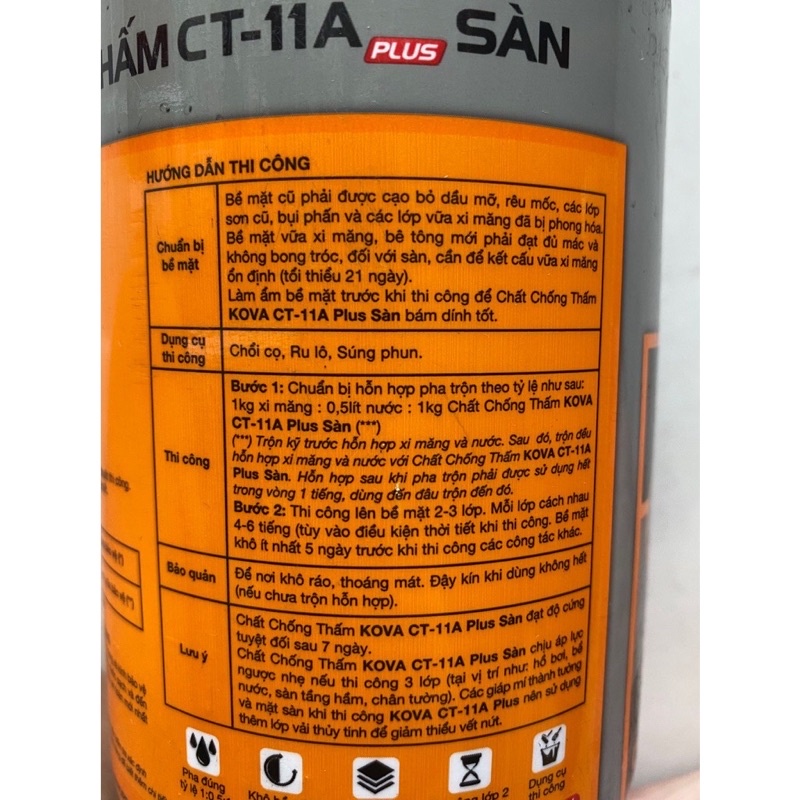 HẤM CT-11A PLUS SÀN
HƯỚNG DẪN THI CÔNG
Chuẩn bị
bề mặt
Bề mặt cũ phải được cạo bỏ dầu mỡ, rêu mốc, các lớp
sơn cũ, bụi phấn và các lớp vữa xi măng đã bị phong hóa.
Bề mặt vữa xi măng, bê tông mới phải đạt đủ mác và
không bong tróc, đối với sàn, cần để kết cấu vữa xi măng
ổn định (tối thiểu 21 ngày).
Làm ẩm bề mặt trước khi thi công để Chất Chống Thấm
KOVA CT-11A Plus Sàn bám dính tốt.
Dụng cụ
thi công
Chổi cọ, Ru lô, Súng phun.
Thi công
Bước 1: Chuẩn bị hỗn hợp pha trộn theo tỷ lệ như sau:
1kg xi măng : 0,5lít nước : 1kg Chất Chống Thấm KOVA
CT-11A Plus Sàn (***)
(***) Trộn kỹ trước hỗn hợp xi măng và nước. Sau đó, trộn đều
hỗn hợp xi măng và nước với Chất Chống Thấm KOVA CT-11A
Plus Sàn. Hỗn hợp sau khi pha trộn phải được sử dụng hết
trong vòng 1 tiếng, dùng đến đâu trộn đến đó.
Bước 2: Thi công lên bề mặt 2-3 lớp. Mỗi lớp cách nhau
4-6 tiếng (tùy vào điều kiện thời tiết khi thi công. Bề mặt
khô ít nhất 5 ngày trước khi thi công các công tác khác.
Bảo quản
Để nơi khô ráo, thoáng mát. Đậy kín khi dùng không hết
(nếu chưa trộn hỗn hợp).
Lưu ý
Chất Chống Thấm KOVA CT-11A Plus Sàn đạt độ cứng
tuyệt đối sau 7 ngày.
Chất Chống Thấm KOVA CT-11A Plus Sàn chịu áp lực
ngược nhẹ nếu thi công 3 lớp (tại vị trí như: hồ bơi, bể
nước, sàn tầng hầm, chân tường). Các giáp mí thành tường
và mặt sàn khi thi công KOVA CT-11A Plus nên sử dụng
thêm lớp vải thủy tinh để giảm thiểu vết nứt.
Pha đúng
tỷ lệ
lớp 2
Dụng cụ
thi công